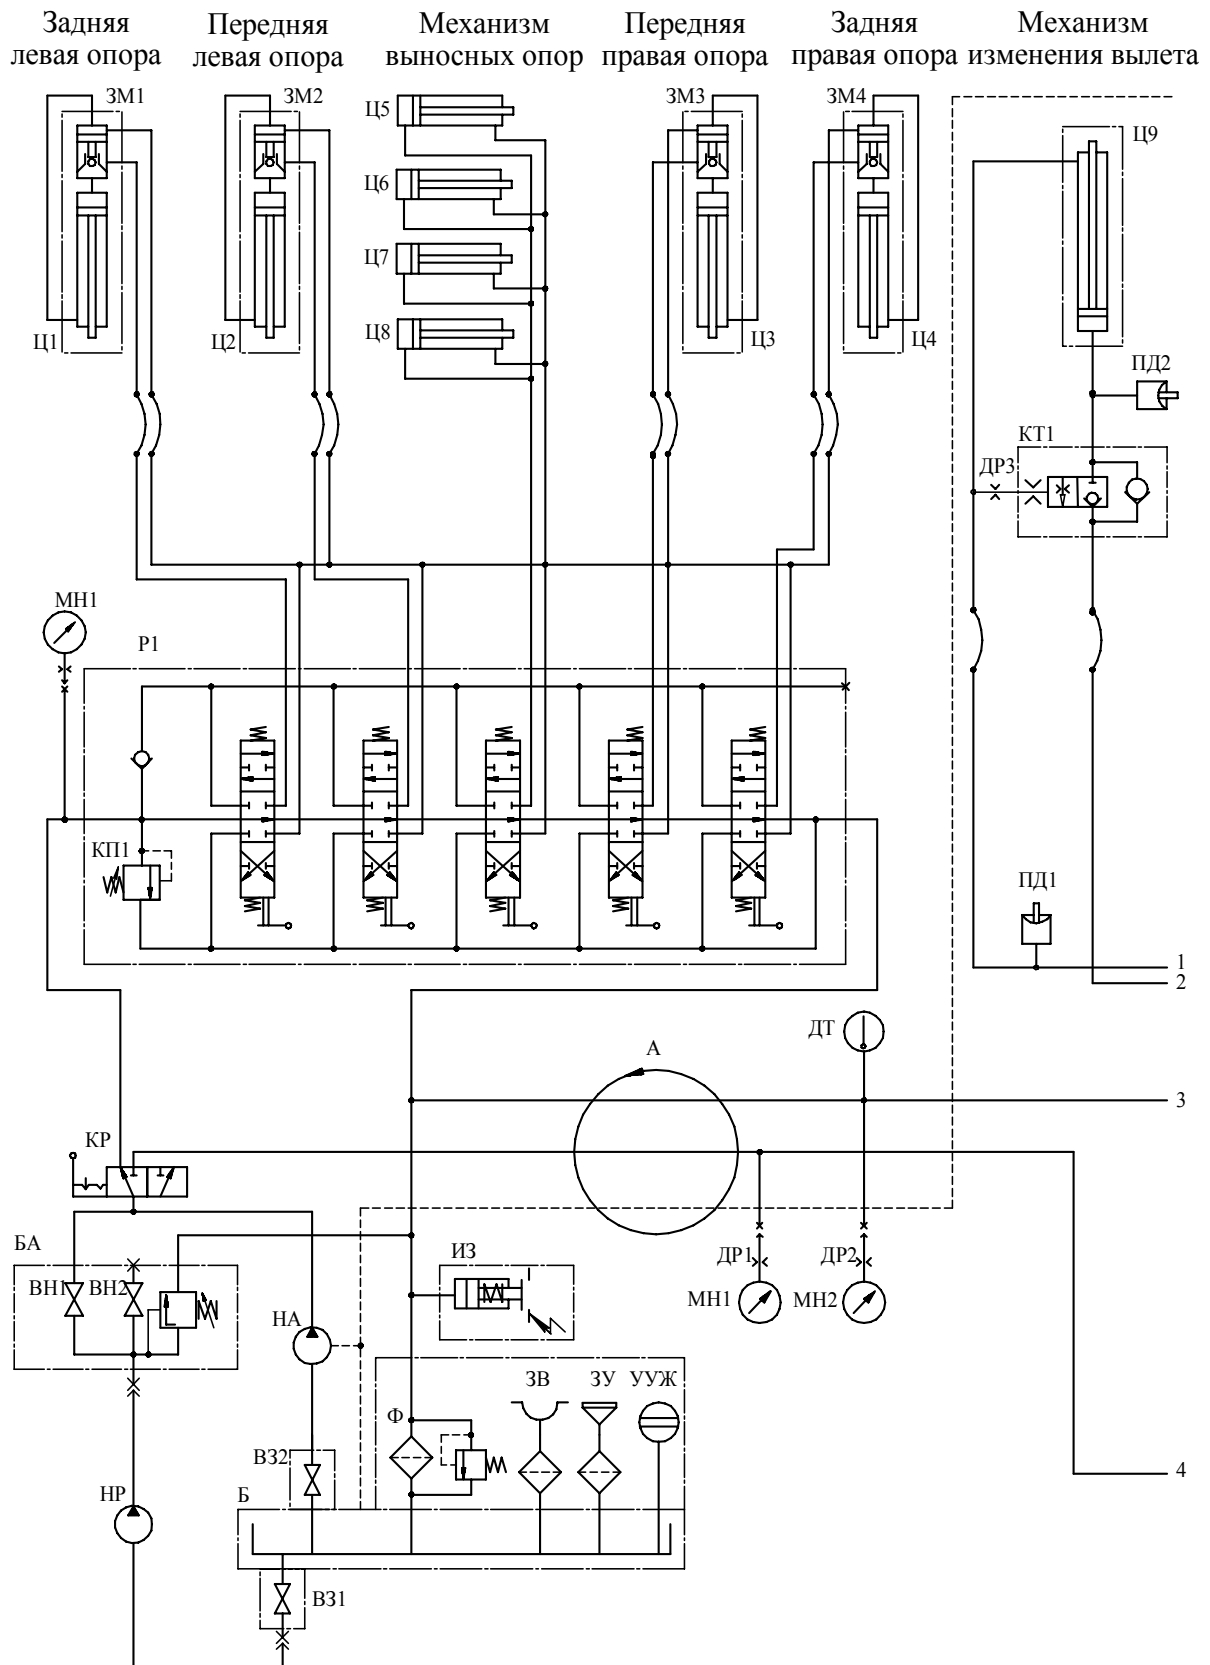 Задняя
левая опора
Передняя
левая опора
Механизм
выносных опор
Передняя
правая опора
Задняя
правая опора
Механизм
изменения вылета
ЗМ1
ЗМ2
Ц5
ЗМ3
ЗМ4
Ц9
Ц6
Ц7
Ц1
Ц2
Ц8
Ц3
Ц4
ПД2
КТ1
ДР3
МН1
Р1
КП1
ПД1
1
2
ДТ
А
3
КР
БА
ИЗ
ДР1
ДР2
ВН1
ВН2
МН1
МН2
НА
ЗВ
ЗУ
УУЖ
Ф
ВЗ2
4
НР
Б
ВЗ1